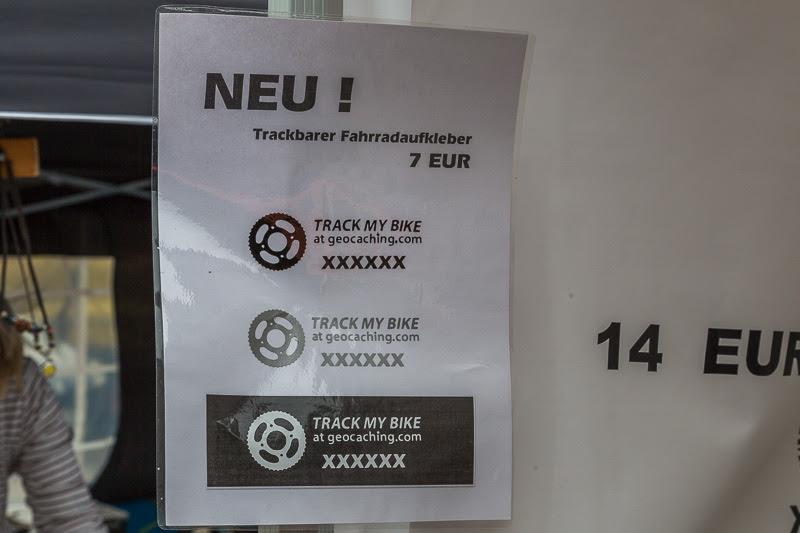 NEU !
Trackbarer Fahrradaufkleber
7 EUR
TRACK MY BIKE
at geocaching.com
XXXXXX
TRACK MY BIKE
at geocaching.com
XXXXXX
TRACK MY BIKE
at geocaching.com
XXXXXX
14 EUR